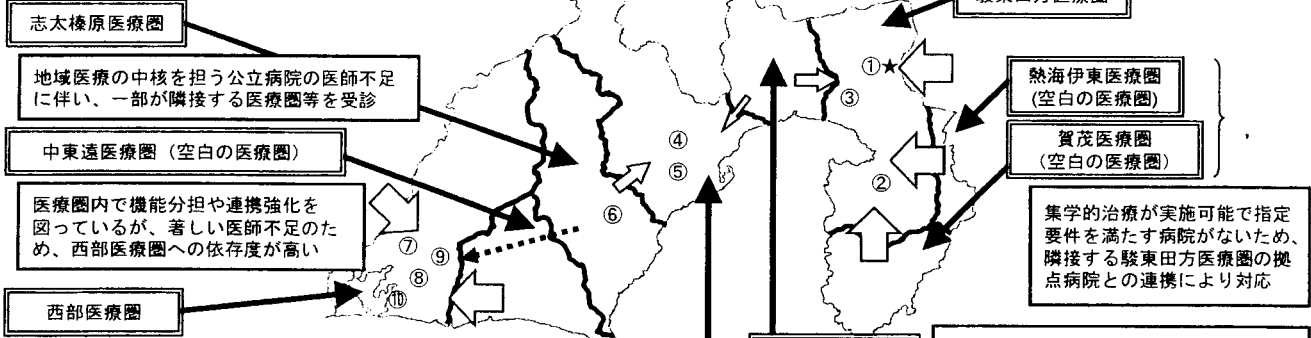 志太榛原医療圏
地域医療の中核を担う公立病院の医師不足
に伴い、一部が隣接する医療圏等を受診
中東遠医療圏（空白の医療圏）
医療圏内で機能分担や連携強化を
図っているが、著しい医師不足のた
め、西部医療圏への依存度が高い
西部医療圏
①★
③
④
⑤
②
⑥
⑦
⑨
⑧
⑩
熱海伊東医療圏
(空白の医療圏)
賀茂医療圏
（空白の医療圏）
集学的治療が実施可能で指定
要件を満たす病院がないため、
隣接する駿東田方医療圏の拠
点病院との連携により対応